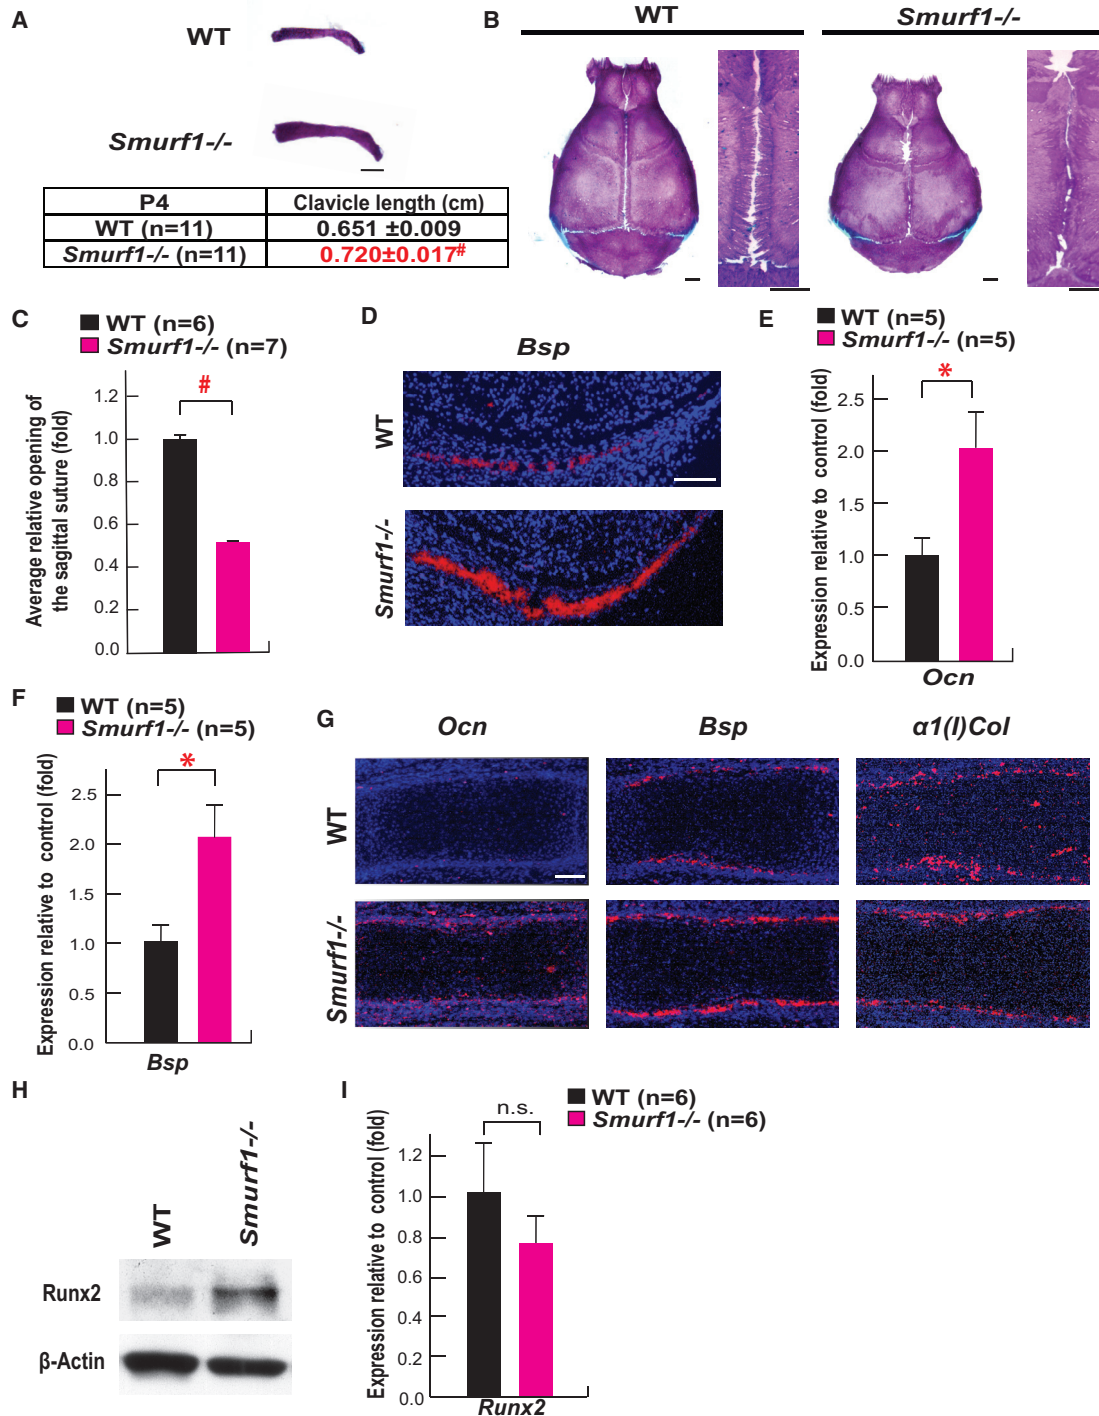 A
WT
Smurf1-/-
P4 Clavicle length (cm)
WT (n=11) 0.651 ±0.009
Smurf1-/- (n=11) 0.720±0.017#
B
WT
Smurf1-/-
C
WT (n=6)
Smurf1-/- (n=7)
Average relative opening of
the sagittal suture (fold)
1.2
1.0
0.8
0.6
0.4
0.2
0.0
#
D
Bsp
WT
Smurf1-/-
E
WT (n=5)
Smurf1-/- (n=5)
Expression relative to control (fold)
2.5
2.0
1.5
1.0
0.5
0.0
*
Ocn
F
WT (n=5)
Smurf1-/- (n=5)
Expression relative to control (fold)
2.5
2.0
1.5
1.0
0.5
0.0
*
Bsp
G
Ocn
Bsp
α1(I)Col
WT
Smurf1-/-
H
WT
Smurf1-/-
Runx2
β-Actin
I
WT (n=6)
Smurf1-/- (n=6)
Expression relative to control (fold)
1.2
1.0
0.8
0.6
0.4
0.2
0.0
n.s.
Runx2